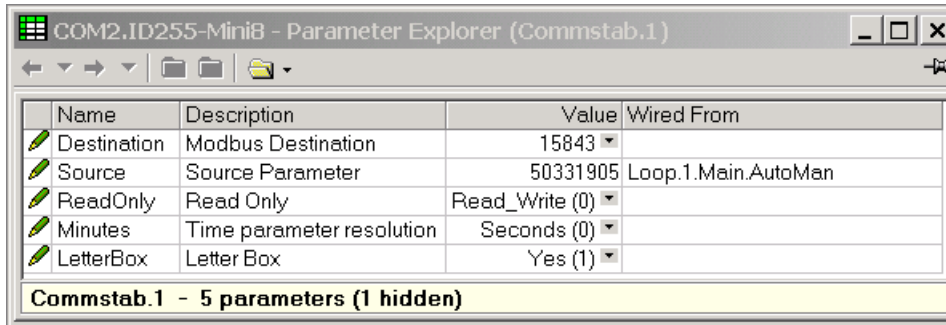 COM2.ID255-Mini8 - Parameter Explorer (Commstab.1)
Name Description Value Wired From
Destination Modbus Destination 15843
Source Source Parameter 50331905 Loop.1.Main.AutoMan
ReadOnly Read Only Read_Write (0)
Minutes Time parameter resolution Seconds (0)
LetterBox Letter Box Yes (1)
Commstab.1 - 5 parameters (1 hidden)